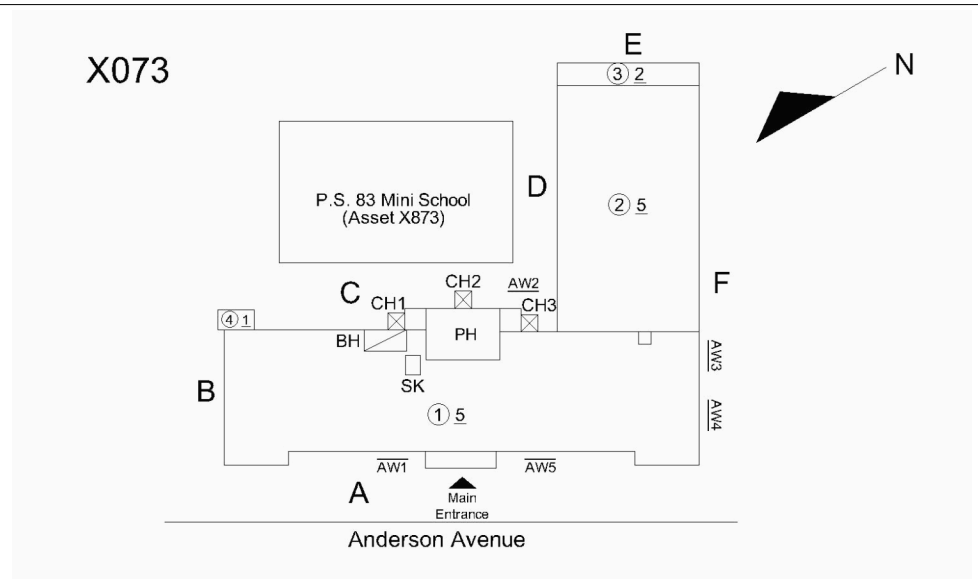 X073
E
③ 2
N
P.S. 83 Mini School
(Asset X873)
D
② 5
C
CH1
CH2
AW2
CH3
F
④ 1
BH
PH
AW3
SK
B
① 5
AW4
AW1
AW5
A
Main
Entrance
Anderson Avenue